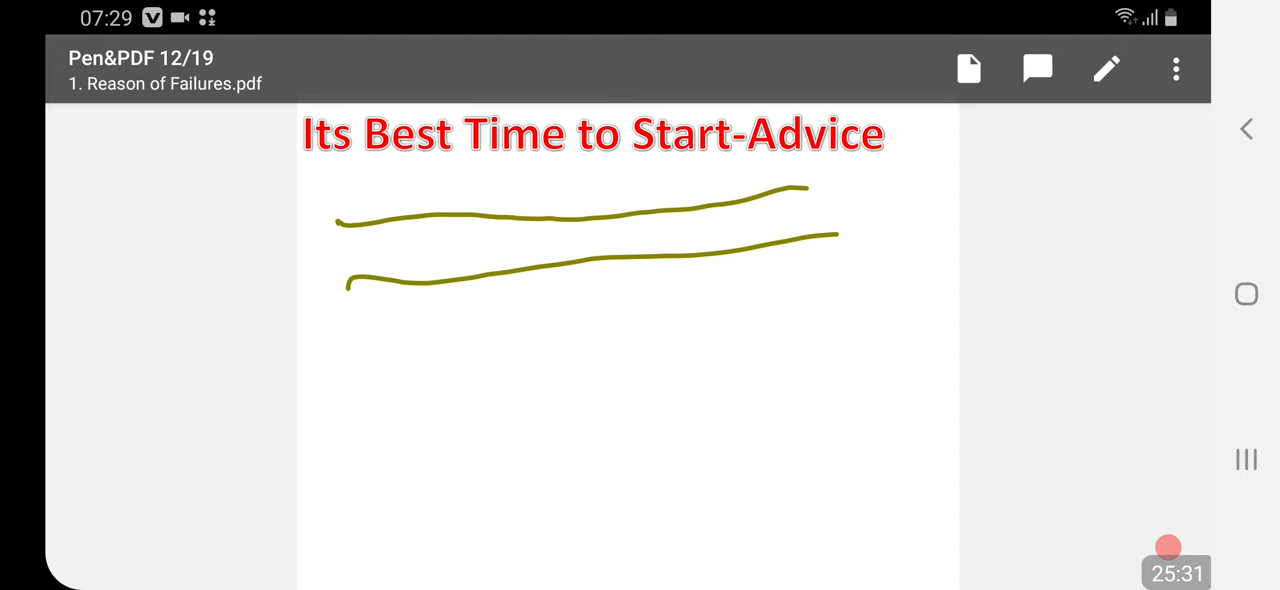 07:29
Pen&PDF 12/19
1. Reason of Failures.pdf
Its Best Time to Start-Advice
25:31